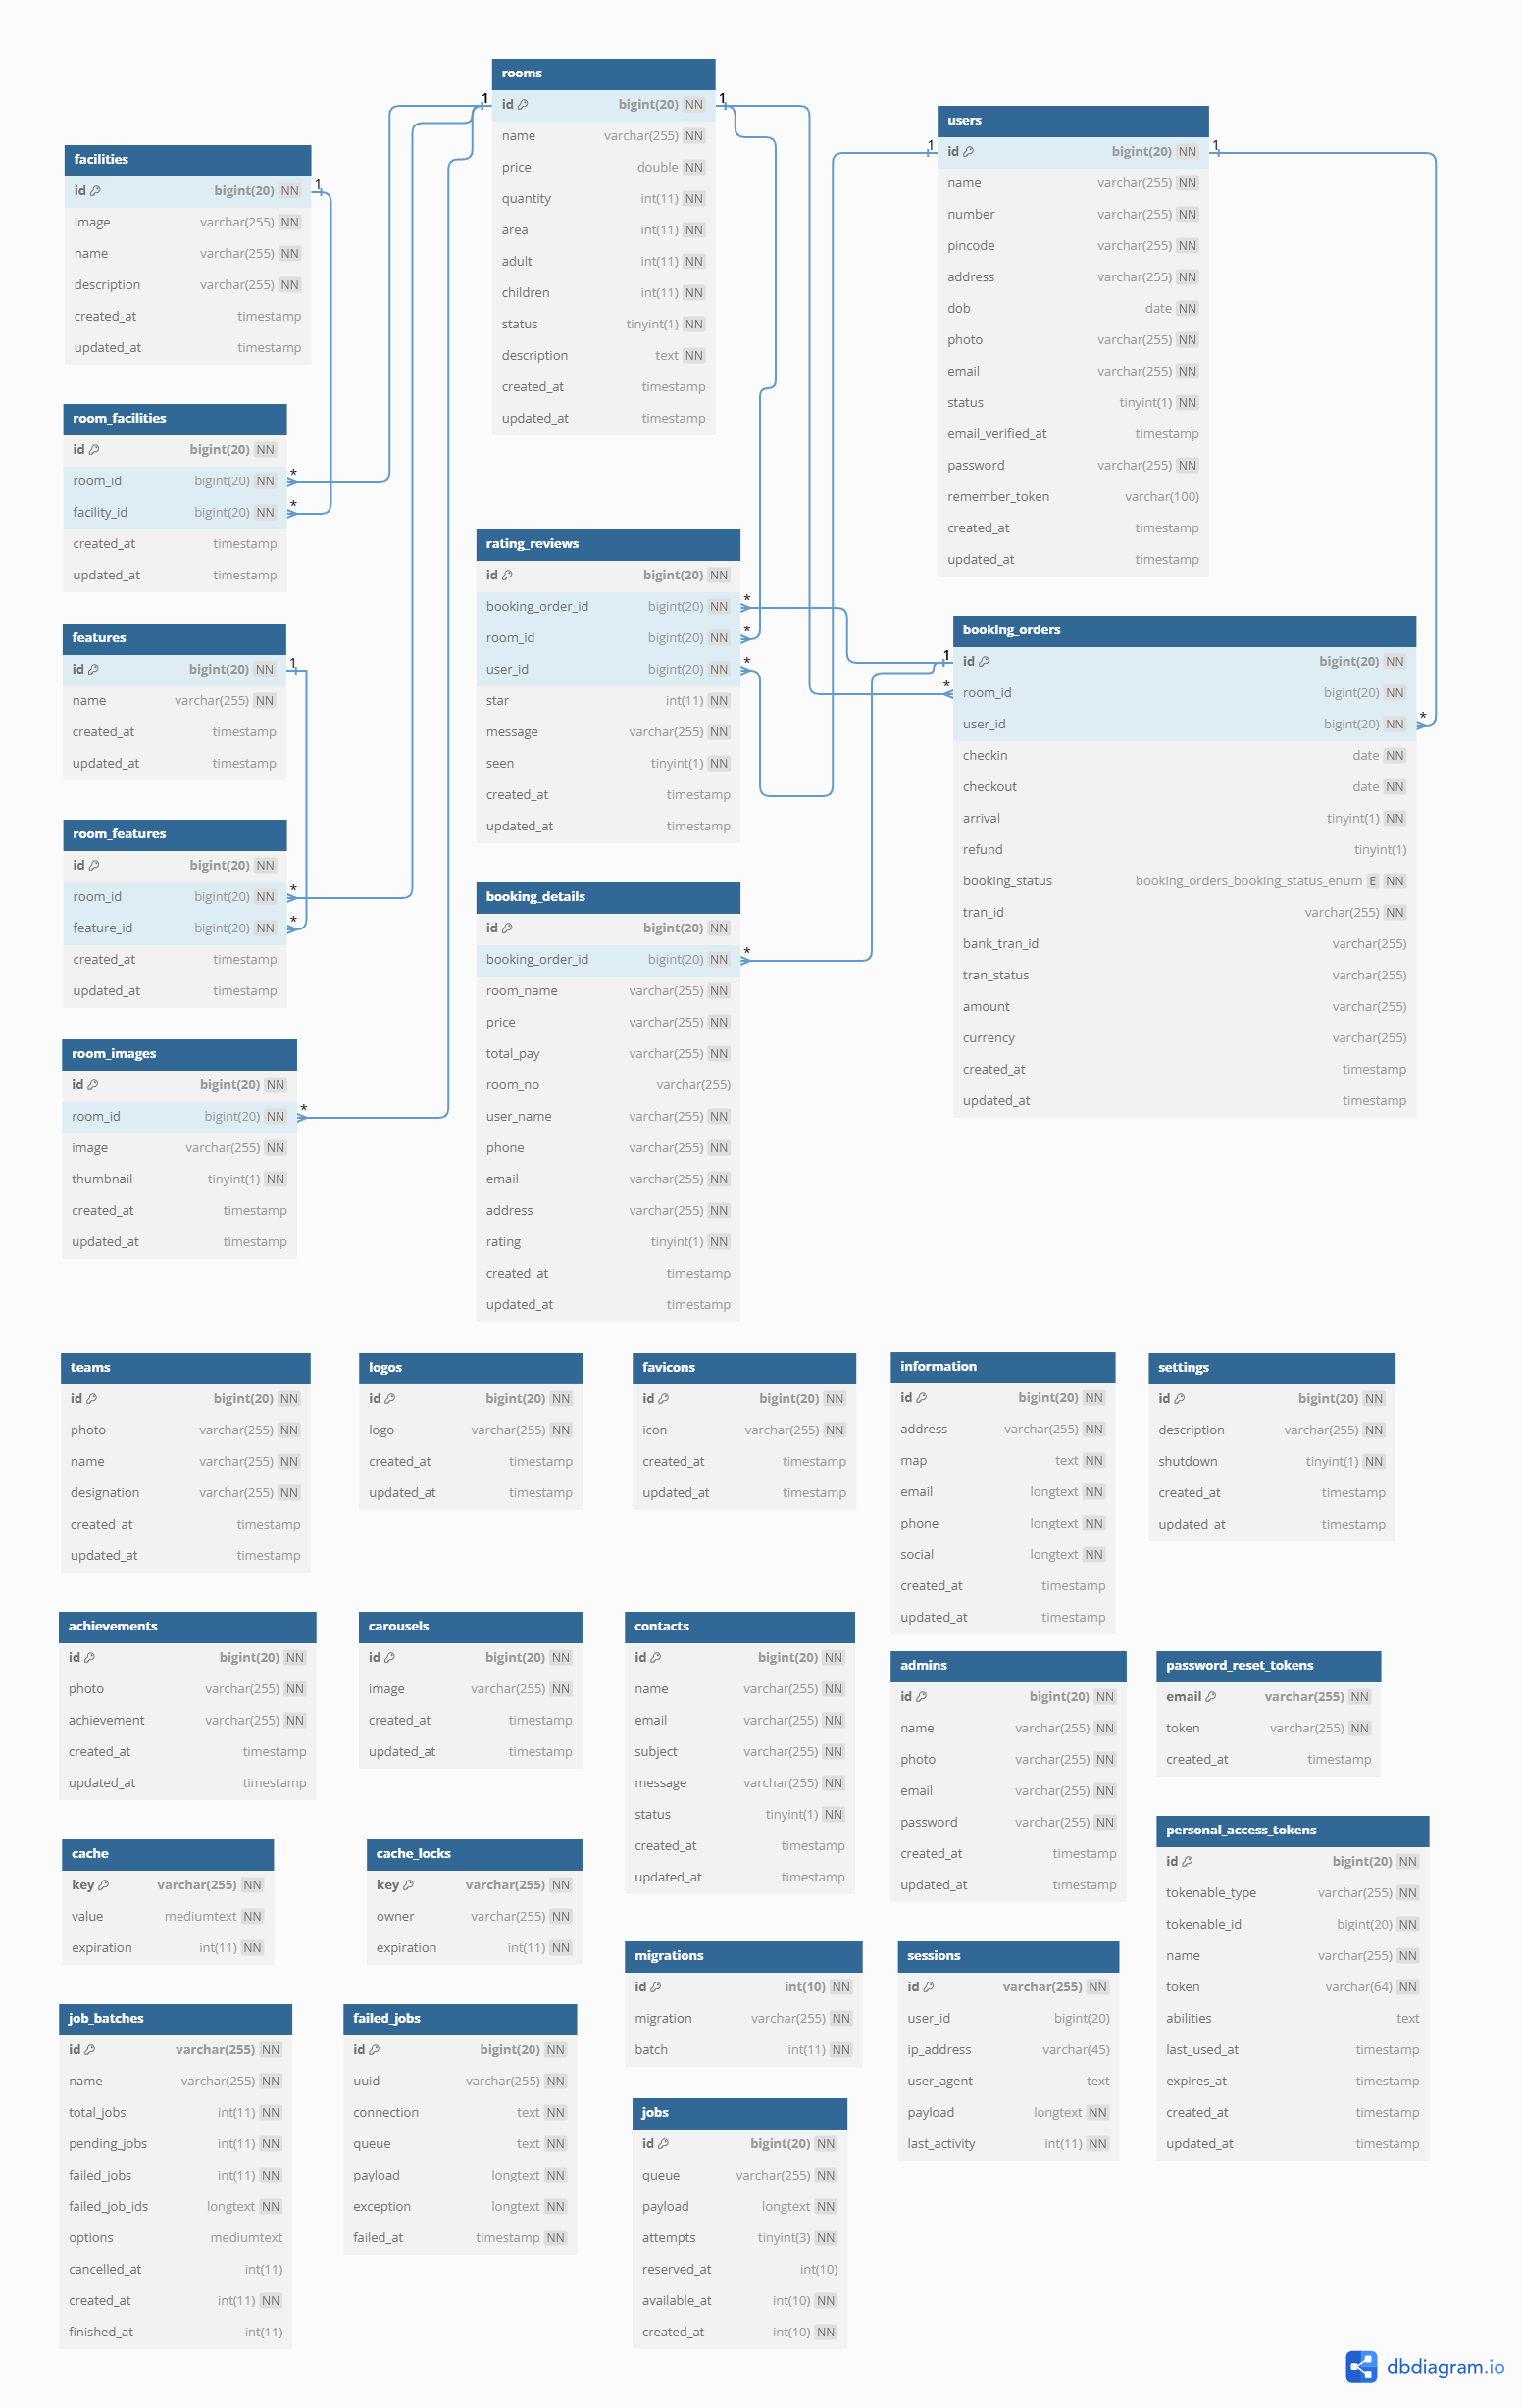 rooms
1 id bigint(20) NN 1
name varchar(255) NN
price double NN
quantity int(11) NN
area int(11) NN
adult int(11) NN
children int(11) NN
status tinyint(1) NN
description text NN
created_at timestamp
updated_at timestamp
users
1 id bigint(20) NN 1
name varchar(255) NN
number varchar(255) NN
pincode varchar(255) NN
address varchar(255) NN
dob date NN
photo varchar(255) NN
email varchar(255) NN
status tinyint(1) NN
email_verified_at timestamp
password varchar(255) NN
remember_token varchar(100)
created_at timestamp
updated_at timestamp
facilities
id bigint(20) NN 1
image varchar(255) NN
name varchar(255) NN
description varchar(255) NN
created_at timestamp
updated_at timestamp
room_facilities
id bigint(20) NN
room_id bigint(20) NN *
facility_id bigint(20) NN *
created_at timestamp
updated_at timestamp
features
id bigint(20) NN 1
name varchar(255) NN
created_at timestamp
updated_at timestamp
room_features
id bigint(20) NN
room_id bigint(20) NN *
feature_id bigint(20) NN *
created_at timestamp
updated_at timestamp
room_images
id bigint(20) NN
room_id bigint(20) NN *
image varchar(255) NN
thumbnail tinyint(1) NN
created_at timestamp
updated_at timestamp
rating_reviews
id bigint(20) NN
booking_order_id bigint(20) NN *
room_id bigint(20) NN *
user_id bigint(20) NN *
star int(11) NN
message varchar(255) NN
seen tinyint(1) NN
created_at timestamp
updated_at timestamp
booking_details
id bigint(20) NN
booking_order_id bigint(20) NN *
room_name varchar(255) NN
price varchar(255) NN
total_pay varchar(255) NN
room_no varchar(255)
user_name varchar(255) NN
phone varchar(255) NN
email varchar(255) NN
address varchar(255) NN
rating tinyint(1) NN
created_at timestamp
updated_at timestamp
booking_orders
1 id bigint(20) NN
* room_id bigint(20) NN
user_id bigint(20) NN *
checkin date NN
checkout date NN
arrival tinyint(1) NN
refund tinyint(1)
booking_status booking_orders_booking_status_enum E NN
tran_id varchar(255) NN
bank_tran_id varchar(255)
tran_status varchar(255)
amount varchar(255)
currency varchar(255)
created_at timestamp
updated_at timestamp
teams
id bigint(20) NN
photo varchar(255) NN
name varchar(255) NN
designation varchar(255) NN
created_at timestamp
updated_at timestamp
logos
id bigint(20) NN
logo varchar(255) NN
created_at timestamp
updated_at timestamp
favicons
id bigint(20) NN
icon varchar(255) NN
created_at timestamp
updated_at timestamp
information
id bigint(20) NN
address varchar(255) NN
map text NN
email longtext NN
phone longtext NN
social longtext NN
created_at timestamp
updated_at timestamp
settings
id bigint(20) NN
description varchar(255) NN
shutdown tinyint(1) NN
created_at timestamp
updated_at timestamp
achievements
id bigint(20) NN
photo varchar(255) NN
achievement varchar(255) NN
created_at timestamp
updated_at timestamp
carousels
id bigint(20) NN
image varchar(255) NN
created_at timestamp
updated_at timestamp
contacts
id bigint(20) NN
name varchar(255) NN
email varchar(255) NN
subject varchar(255) NN
message varchar(255) NN
status tinyint(1) NN
created_at timestamp
updated_at timestamp
admins
id bigint(20) NN
name varchar(255) NN
photo varchar(255) NN
email varchar(255) NN
password varchar(255) NN
created_at timestamp
updated_at timestamp
password_reset_tokens
email varchar(255) NN
token varchar(255) NN
created_at timestamp
cache
key varchar(255) NN
value mediumtext NN
expiration int(11) NN
cache_locks
key varchar(255) NN
owner varchar(255) NN
expiration int(11) NN
personal_access_tokens
id bigint(20) NN
tokenable_type varchar(255) NN
tokenable_id bigint(20) NN
name varchar(255) NN
token varchar(64) NN
abilities text
last_used_at timestamp
expires_at timestamp
created_at timestamp
updated_at timestamp
migrations
id int(10) NN
migration varchar(255) NN
batch int(11) NN
sessions
id varchar(255) NN
user_id bigint(20)
ip_address varchar(45)
user_agent text
payload longtext NN
last_activity int(11) NN
job_batches
id varchar(255) NN
name varchar(255) NN
total_jobs int(11) NN
pending_jobs int(11) NN
failed_jobs int(11) NN
failed_job_ids longtext NN
options mediumtext
cancelled_at int(11)
created_at int(11) NN
finished_at int(11)
failed_jobs
id bigint(20) NN
uuid varchar(255) NN
connection text NN
queue text NN
payload longtext NN
exception longtext NN
failed_at timestamp NN
jobs
id bigint(20) NN
queue varchar(255) NN
payload longtext NN
attempts tinyint(3) NN
reserved_at int(10)
available_at int(10) NN
created_at int(10) NN
dbdiagram.io